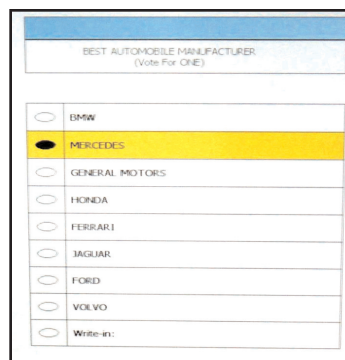 BEST AUTOMOBILE MANUFACTURER
(Vote For ONE)
BMW
MERCEDES
GENERAL MOTORS
HONDA
FERRARI
JAGUAR
FORD
VOLVO
Write-in: